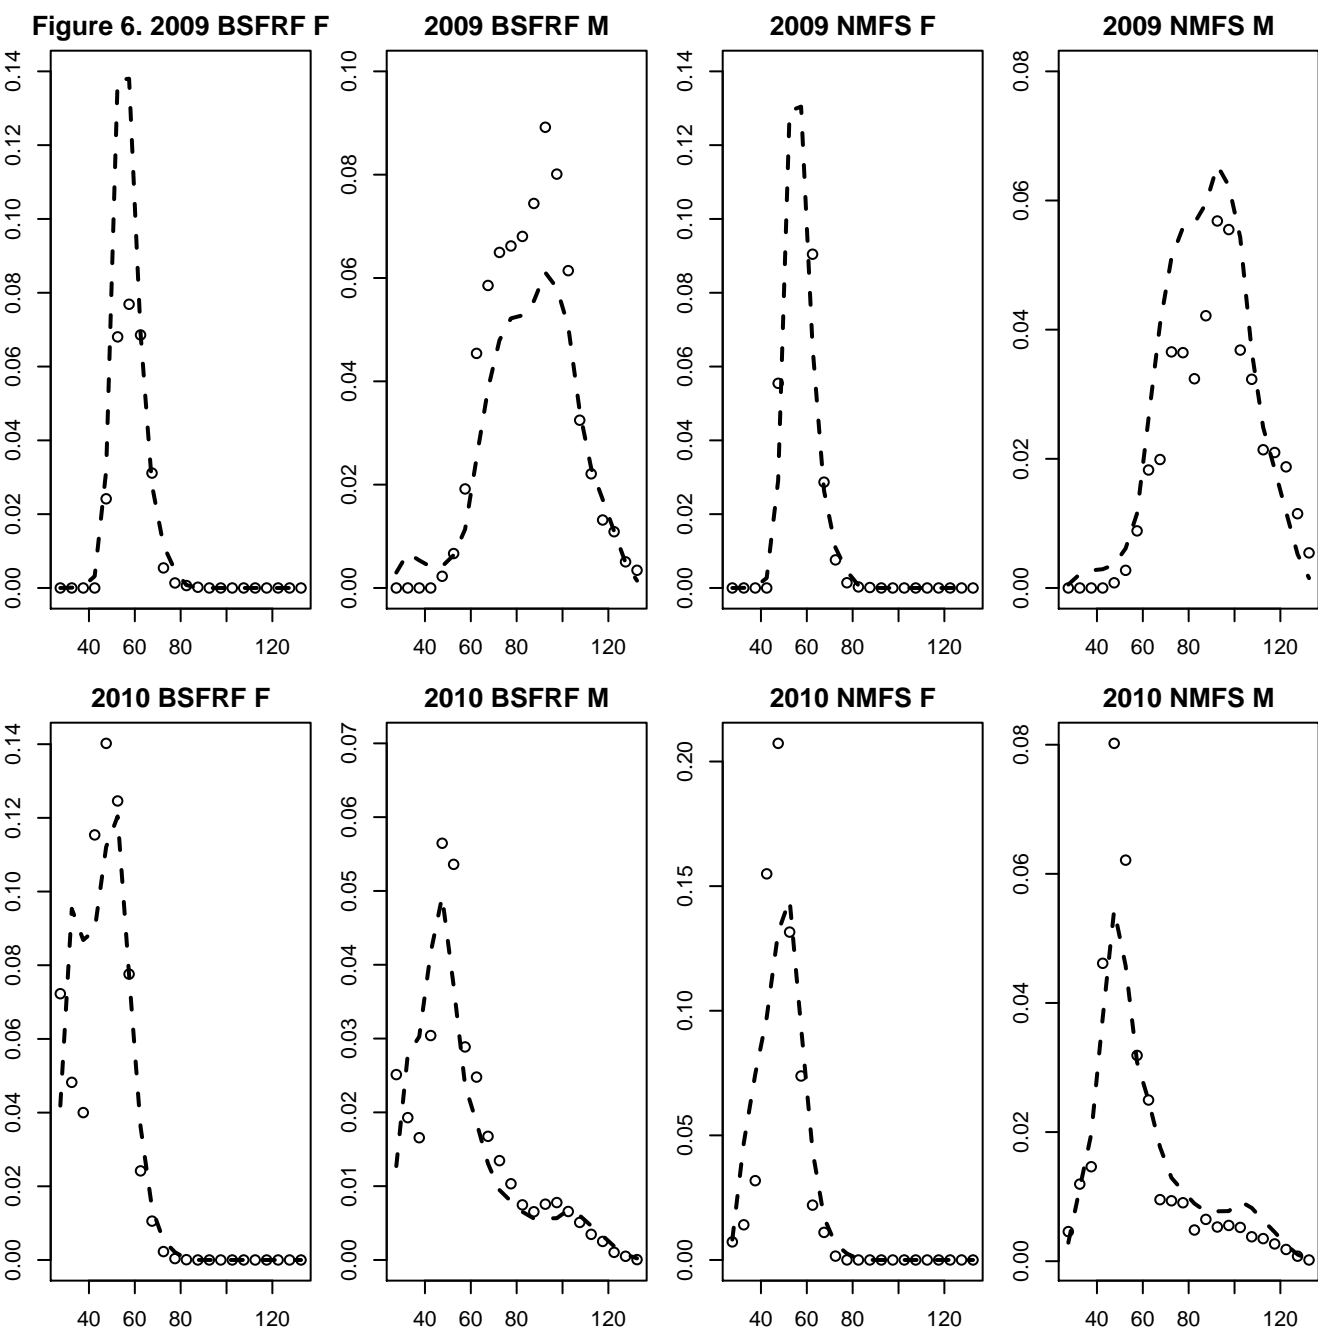 Figure 6. 2009 BSFRF F
0.00 0.02 0.04 0.06 0.08 0.10 0.12 0.14
40 60 80 120
2009 BSFRF M
0.00 0.02 0.04 0.06 0.08 0.10
40 60 80 120
2009 NMFS F
0.00 0.02 0.04 0.06 0.08 0.10 0.12 0.14
40 60 80 120
2009 NMFS M
0.00 0.02 0.04 0.06 0.08
40 60 80 120
2010 BSFRF F
0.00 0.02 0.04 0.06 0.08 0.10 0.12 0.14
40 60 80 120
2010 BSFRF M
0.00 0.01 0.02 0.03 0.04 0.05 0.06 0.07
40 60 80 120
2010 NMFS F
0.00 0.05 0.10 0.15 0.20
40 60 80 120
2010 NMFS M
0.00 0.02 0.04 0.06 0.08
40 60 80 120